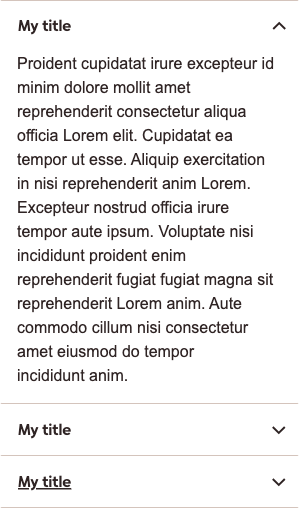 My title
Proident cupidatat irure excepteur id
minim dolore mollit amet
reprehenderit consectetur aliqua
officia Lorem elit. Cupidatat ea
tempor ut esse. Aliquip exercitation
in nisi reprehenderit anim Lorem.
Excepteur nostrud officia irure
tempor aute ipsum. Voluptate nisi
incididunt proident enim
reprehenderit fugiat fugiat magna sit
reprehenderit Lorem anim. Aute
commodo cillum nisi consectetur
amet eiusmod do tempor
incididunt anim.
My title
My title